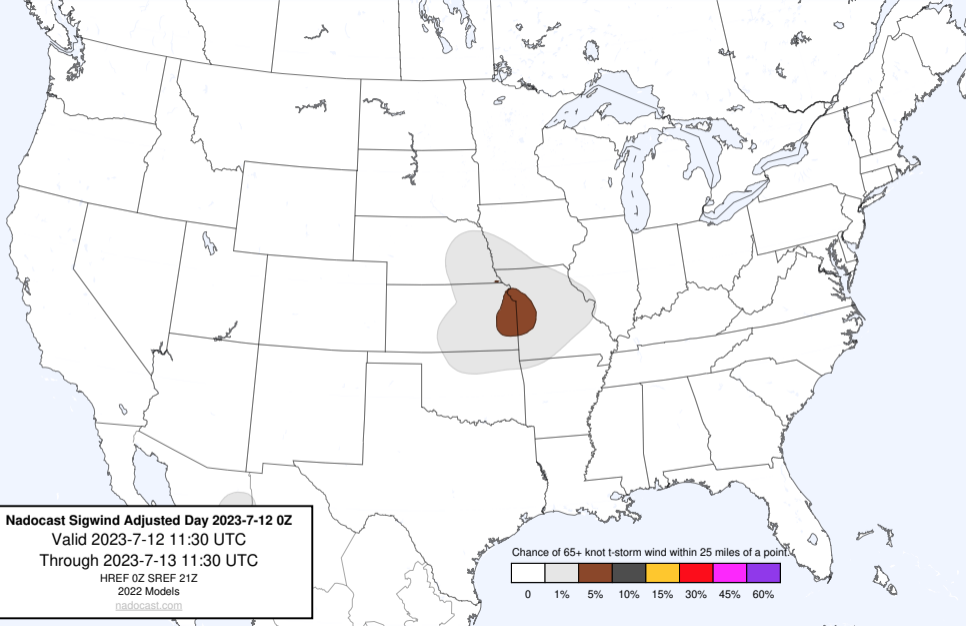 Nadocast Sigwind Adjusted Day 2023-7-12 0Z
Valid 2023-7-12 11:30 UTC
Through 2023-7-13 11:30 UTC
HREF 0Z SREF 21Z
2022 Models
nadocast.com
Chance of 65+ knot t-storm wind within 25 miles of a point.
0 1% 5% 10% 15% 30% 45% 60%